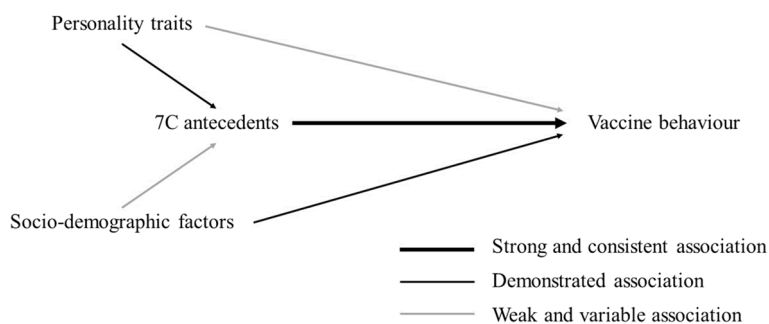 Personality traits
7C antecedents
Vaccine behaviour
Socio-demographic factors
Strong and consistent association
Demonstrated association
Weak and variable association